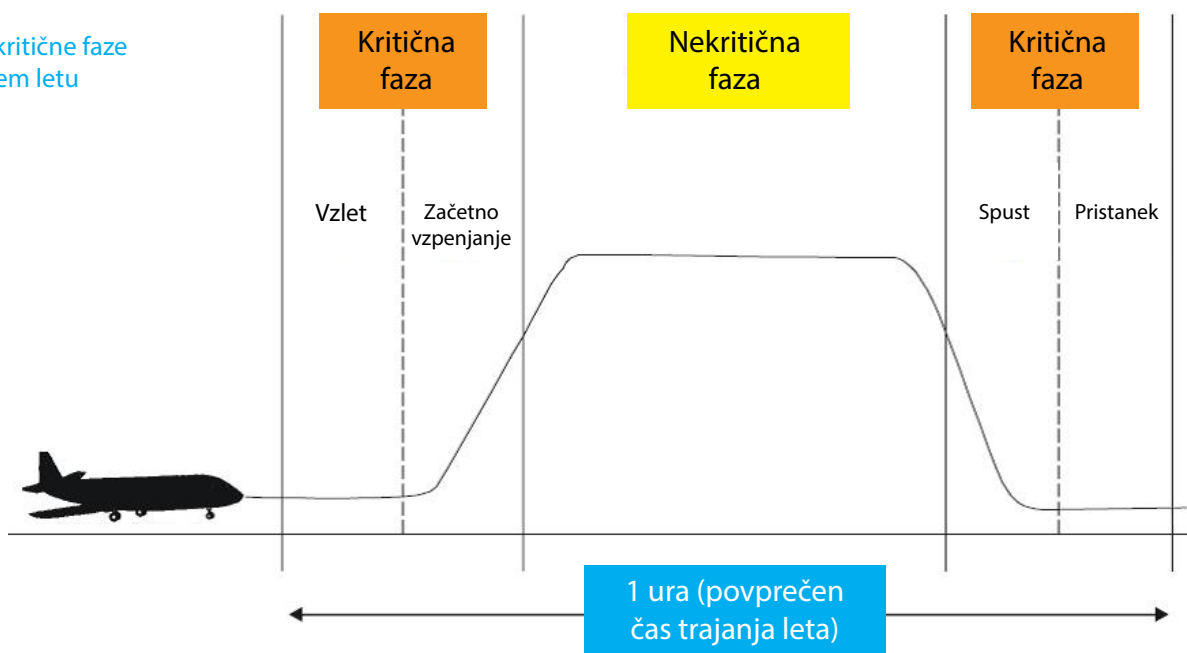 kritične faze
em letu
Kritična
faza
Nekritična
faza
Kritična
faza
Vzlet
Začetno
vzpenjanje
Spust
Pristanek
1 ura (povprečen
čas trajanja leta)